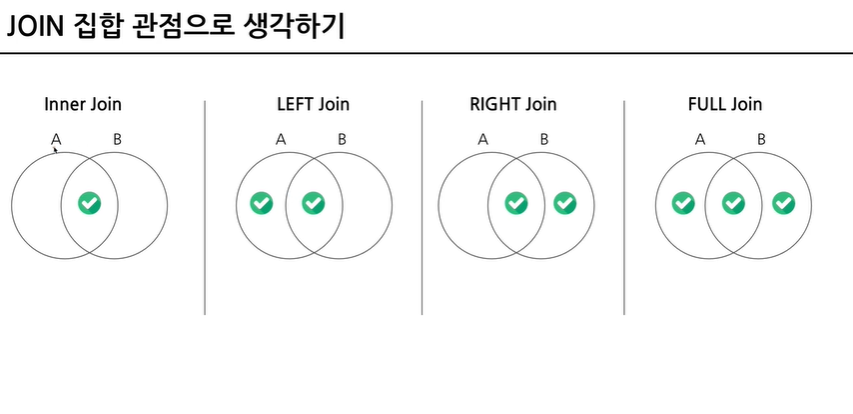 JOIN 집합 관점으로 생각하기
Inner Join
A B
LEFT Join
A B
RIGHT Join
A B
FULL Join
A B